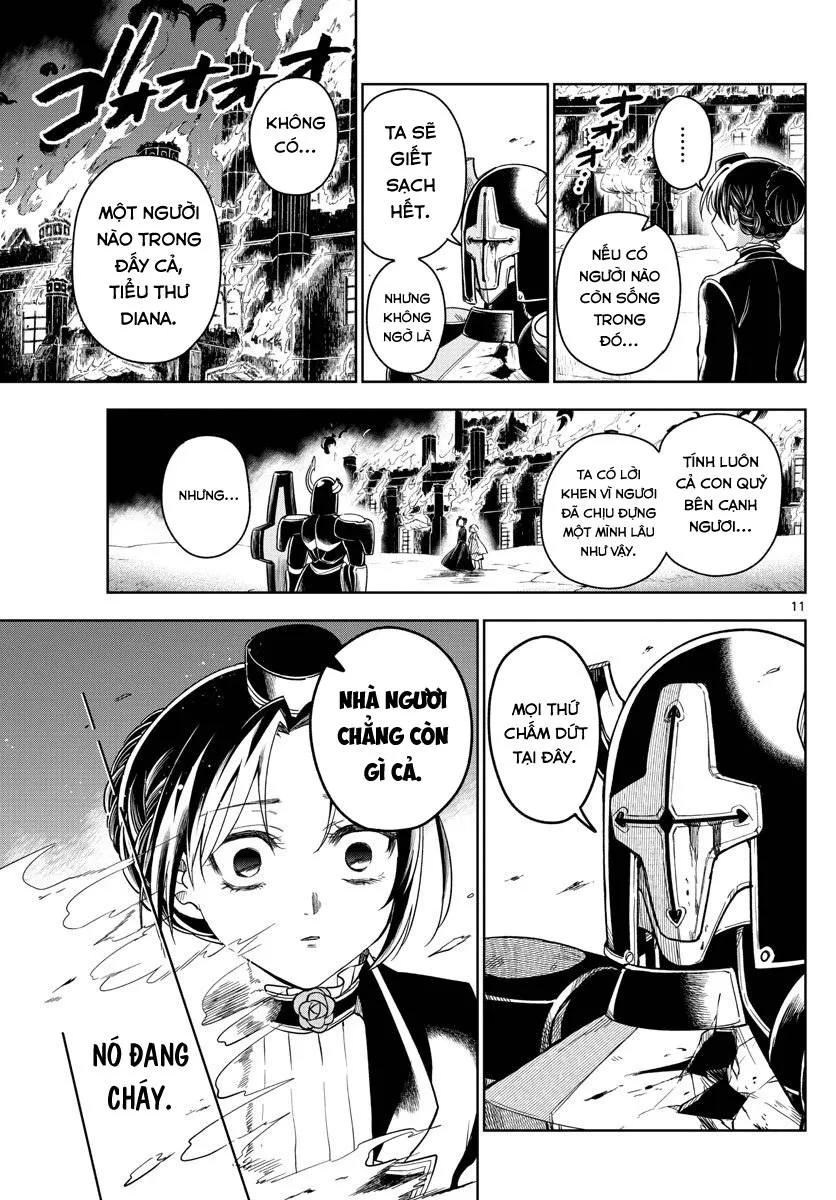 ……
NẾU CÓ
NGƯỜI NÀO
CÒN SỐNG
TRONG
ĐÓ...
オオオ…
TA SẼ
GIẾT
SẠCH
HẾT.
NHƯNG
KHÔNG
NGỜ LÀ
KHÔNG
CÓ...
MỘT NGƯỜI
NÀO TRONG
ĐẤY CẢ,
TIỂU THƯ
DIANA.
ゴォオオオオ
TÍNH LUÔN
CẢ CON QUỶ
BÊN CẠNH
NGƯƠI...
TA CÓ LỜI
KHEN VÌ NGƯƠI
ĐÃ CHỊU ĐỰNG
MỘT MÌNH LÂU
NHƯ VẬY.
NHƯNG...
11
MỌI THỨ
CHẤM DỨT
TẠI ĐÂY.
NHÀ NGƯƠI
CHẲNG CÒN
GÌ CẢ.
NÓ ĐANG
CHÁY.